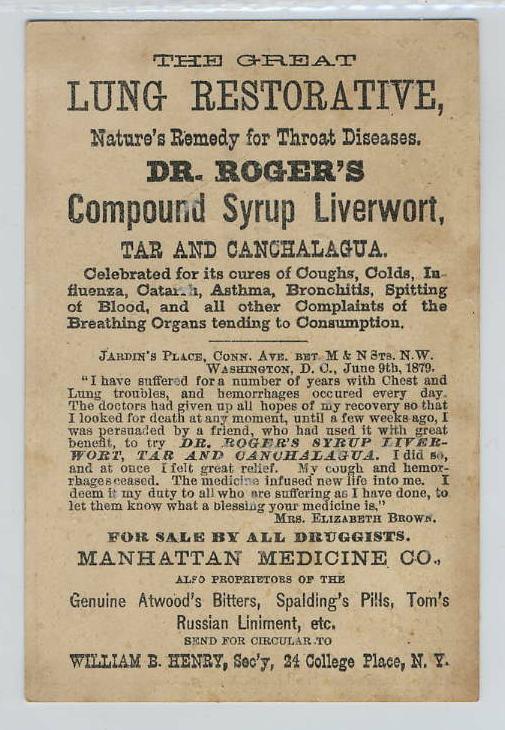 THE GREAT
LUNG RESTORATIVE,
Nature's Remedy for Throat Diseases.
DR. ROGER'S
Compound Syrup Liverwort,
TAR AND CANCHALAGUA.
Celebrated for its cures of Coughs, Colds, In-
fluenza, Catarrh, Asthma, Bronchitis, Spitting
of Blood, and all other Complaints of the
Breathing Organs tending to Consumption.
JARDIN'S PLACE, CONN. AVE. BET. M & N STS. N.W.
WASHINGTON, D. C., June 9th, 1879.
"I have suffered for a number of years with Chest and
Lung troubles, and hemorrhages occured every day.
The doctors had given up all hopes of my recovery so that
I looked for death at any moment, until a few weeks ago, I
was persuaded by a friend, who had used it with great
benefit, to try DR. ROGER'S SYRUP LIVER-
WORT, TAR AND CANCHALAGUA. I did so,
and at once I felt great relief. My cough and hemor-
rhages ceased. The medicine infused new life into me. I
deem it my duty to all who are suffering as I have done, to
let them know what a blessing your medicine is."
MRS. ELIZABETH BROWN.
FOR SALE BY ALL DRUGGISTS.
MANHATTAN MEDICINE CO.,
ALSO PROPRIETORS OF THE
Genuine Atwood's Bitters, Spalding's Pills, Tom's
Russian Liniment, etc.
SEND FOR CIRCULAR TO
WILLIAM B. HENRY, Sec'y, 24 College Place, N. Y.